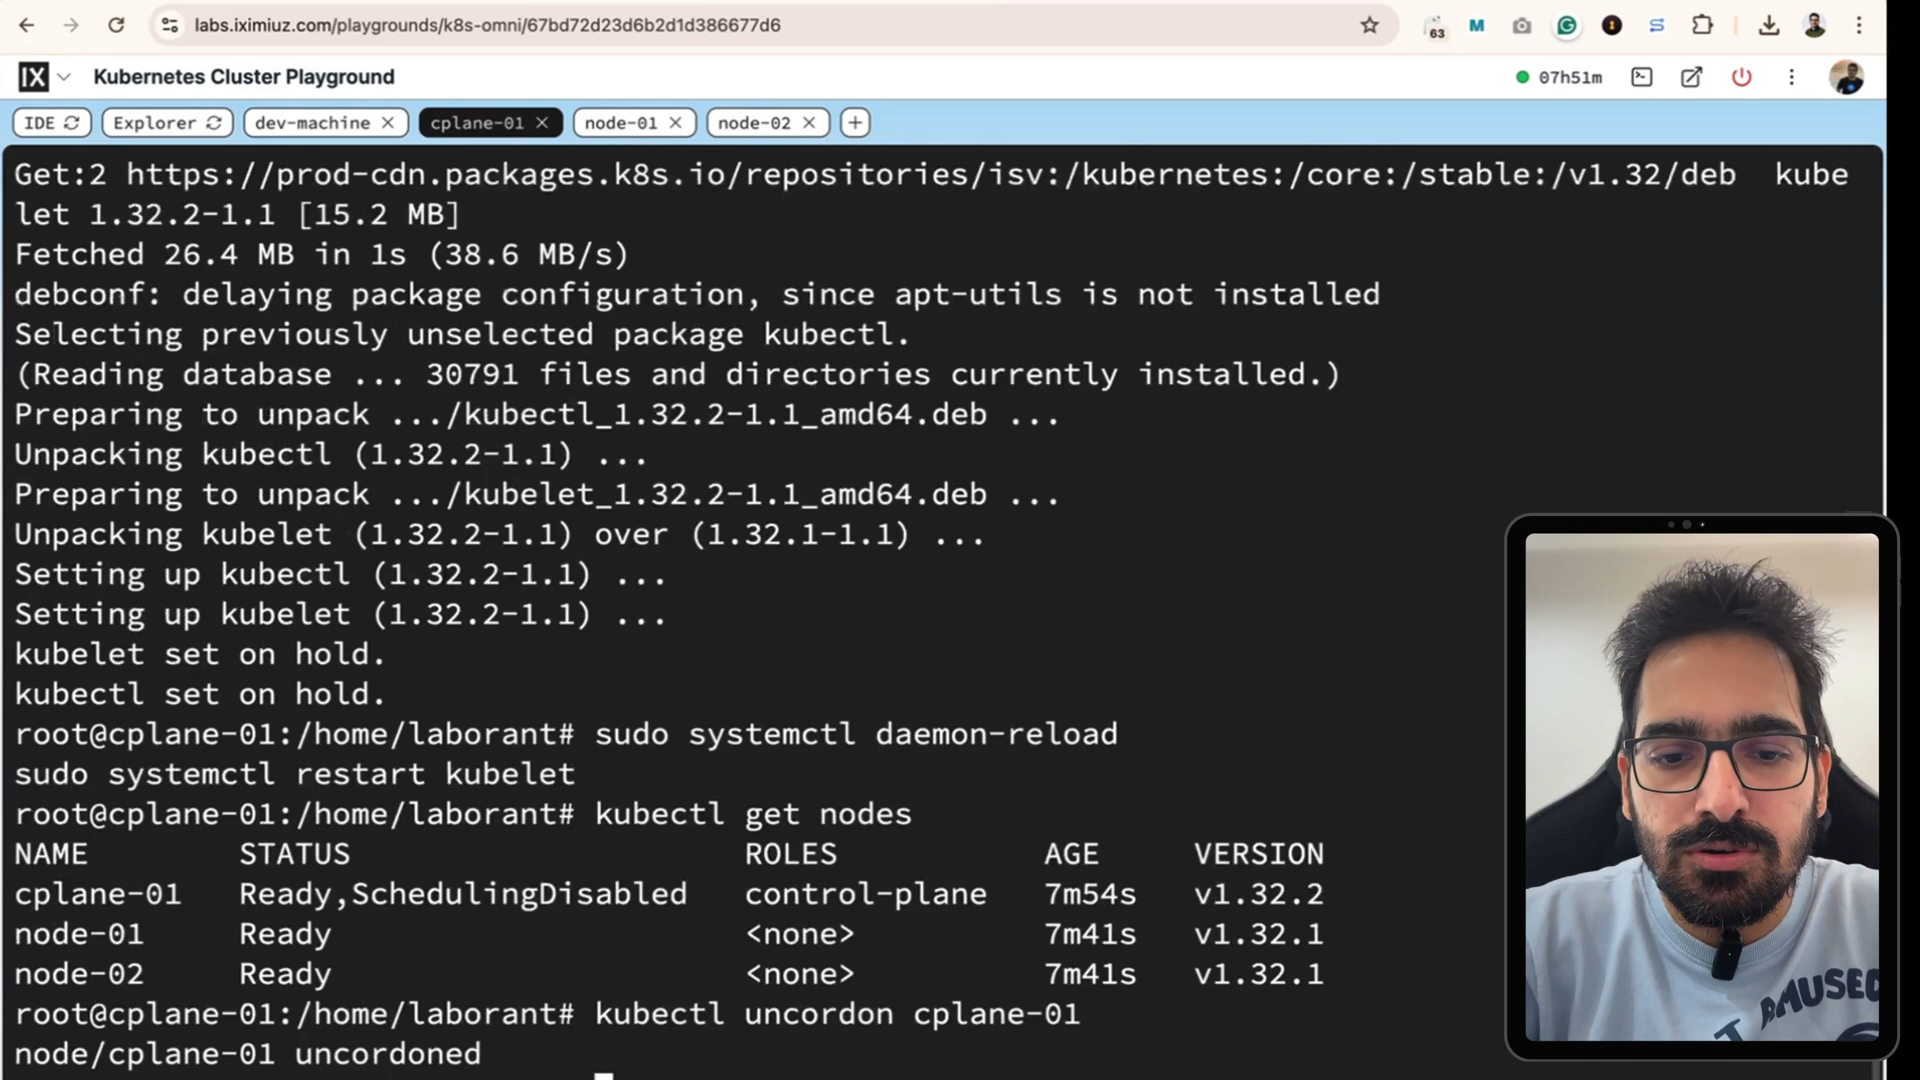 labs.iximiuz.com/playgrounds/k8s-omni/67bd72d23d6b2d1d386677d6
63
M
G
IX
Kubernetes Cluster Playground
07h51m
IDE
Explorer
dev-machine
cplane-01
node-01
node-02
Get:2 https://prod-cdn.packages.k8s.io/repositories/isv:/kubernetes:/core:/stable:/v1.32/deb  kube
let 1.32.2-1.1 [15.2 MB]
Fetched 26.4 MB in 1s (38.6 MB/s)
debconf: delaying package configuration, since apt-utils is not installed
Selecting previously unselected package kubectl.
(Reading database ... 30791 files and directories currently installed.)
Preparing to unpack .../kubectl_1.32.2-1.1_amd64.deb ...
Unpacking kubectl (1.32.2-1.1) ...
Preparing to unpack .../kubelet_1.32.2-1.1_amd64.deb ...
Unpacking kubelet (1.32.2-1.1) over (1.32.1-1.1) ...
Setting up kubectl (1.32.2-1.1) ...
Setting up kubelet (1.32.2-1.1) ...
kubelet set on hold.
kubectl set on hold.
root@cplane-01:/home/laborant# sudo systemctl daemon-reload
sudo systemctl restart kubelet
root@cplane-01:/home/laborant# kubectl get nodes
NAME STATUS ROLES AGE VERSION
cplane-01 Ready,SchedulingDisabled control-plane 7m54s v1.32.2
node-01 Ready <none> 7m41s v1.32.1
node-02 Ready <none> 7m41s v1.32.1
root@cplane-01:/home/laborant# kubectl uncordon cplane-01
node/cplane-01 uncordoned
AMUSED